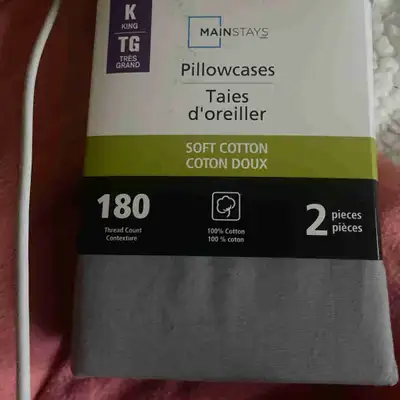 K
KING
TG
TRÈS
GRAND
MAINSTAYS
Pillowcases
Taies
d'oreiller
SOFT COTTON
COTON DOUX
180
Thread Count
Contexture
100% Cotton
100 % coton
2 pieces
pièces